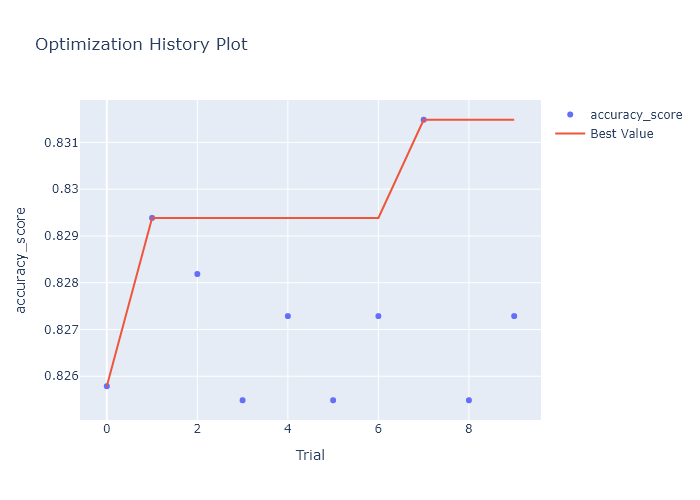 Optimization History Plot
accuracy_score
Best Value
0.831
0.83
0.829
0.828
0.827
0.826
accuracy_score
0
2
4
6
8
Trial